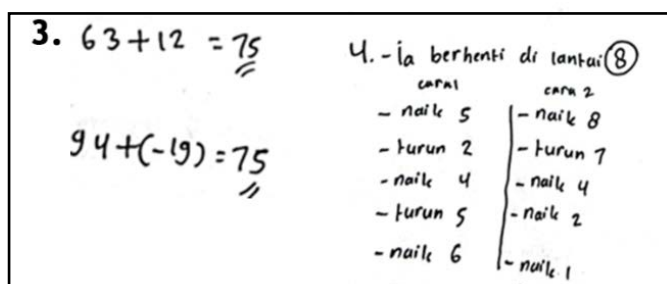 3. 63+12 = 75
94+(-19) = 75
4. - ia berhenti di lantai 8
cara 1
- naik 5
- turun 2
- naik 4
- turun 5
- naik 6
cara 2
- naik 8
- turun 7
- naik 4
- naik 2
- naik 1